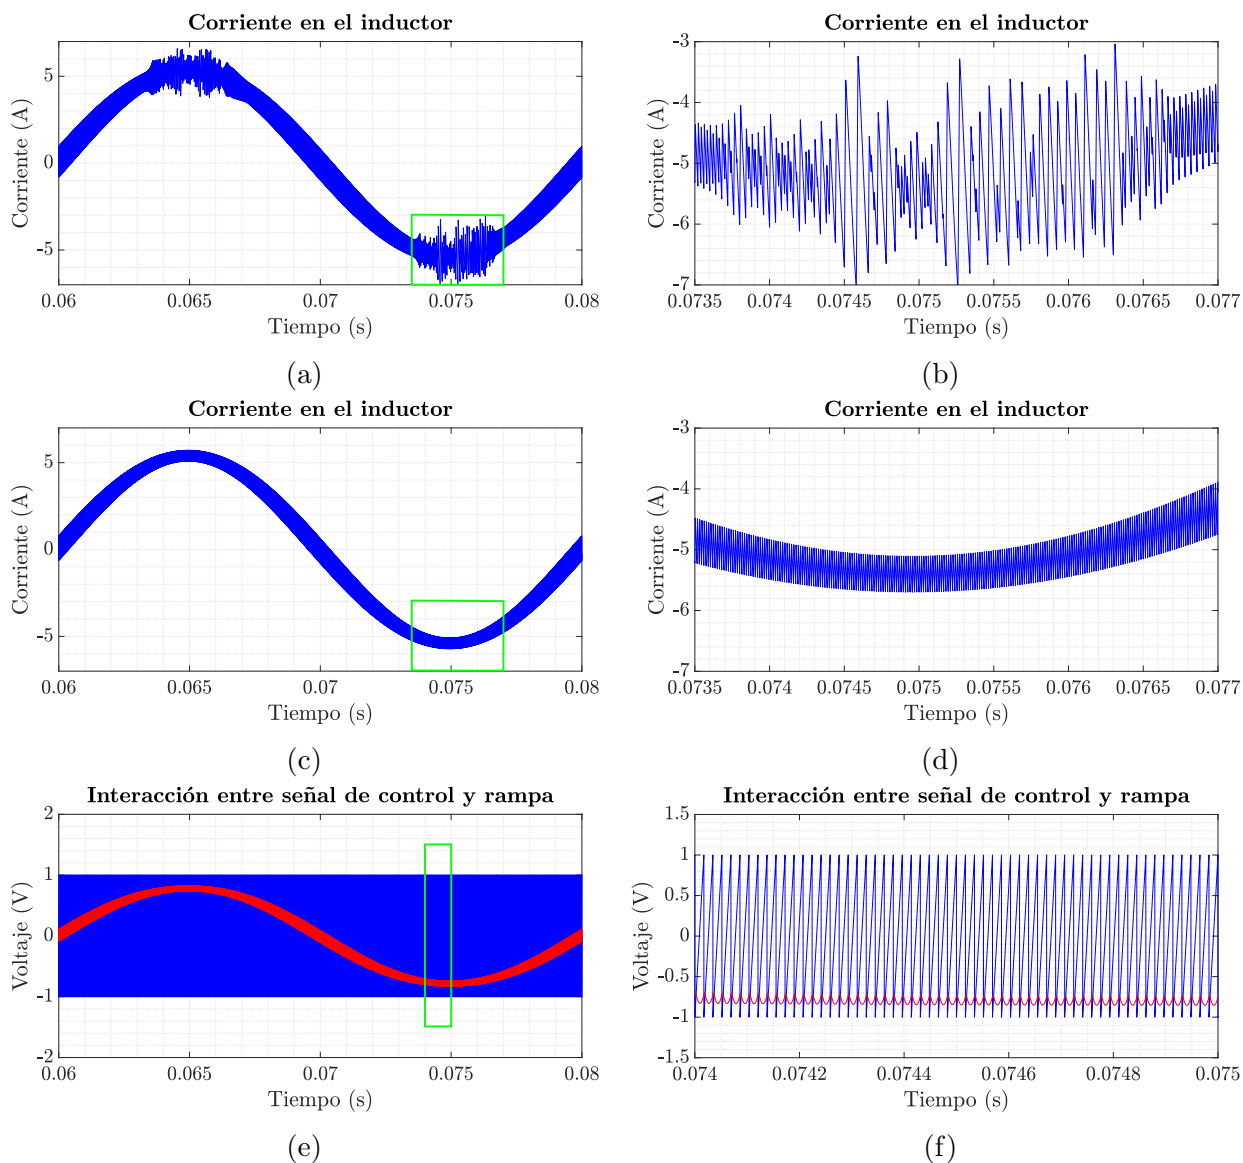 Corriente en el inductor
Corriente (A)
5
0
-5
0.06 0.065 0.07 0.075 0.08
Tiempo (s)
(a)
Corriente en el inductor
Corriente (A)
-3
-4
-5
-6
-7
0.0735 0.074 0.0745 0.075 0.0755 0.076 0.0765 0.077
Tiempo (s)
(b)
Corriente en el inductor
Corriente (A)
5
0
-5
0.06 0.065 0.07 0.075 0.08
Tiempo (s)
(c)
Corriente en el inductor
Corriente (A)
-3
-4
-5
-6
-7
0.0735 0.074 0.0745 0.075 0.0755 0.076 0.0765 0.077
Tiempo (s)
(d)
Interacción entre señal de control y rampa
Voltaje (V)
2
1
0
-1
-2
0.06 0.065 0.07 0.075 0.08
Tiempo (s)
(e)
Interacción entre señal de control y rampa
Voltaje (V)
1.5
1
0.5
0
-0.5
-1
-1.5
0.074 0.0742 0.0744 0.0746 0.0748 0.075
Tiempo (s)
(f)